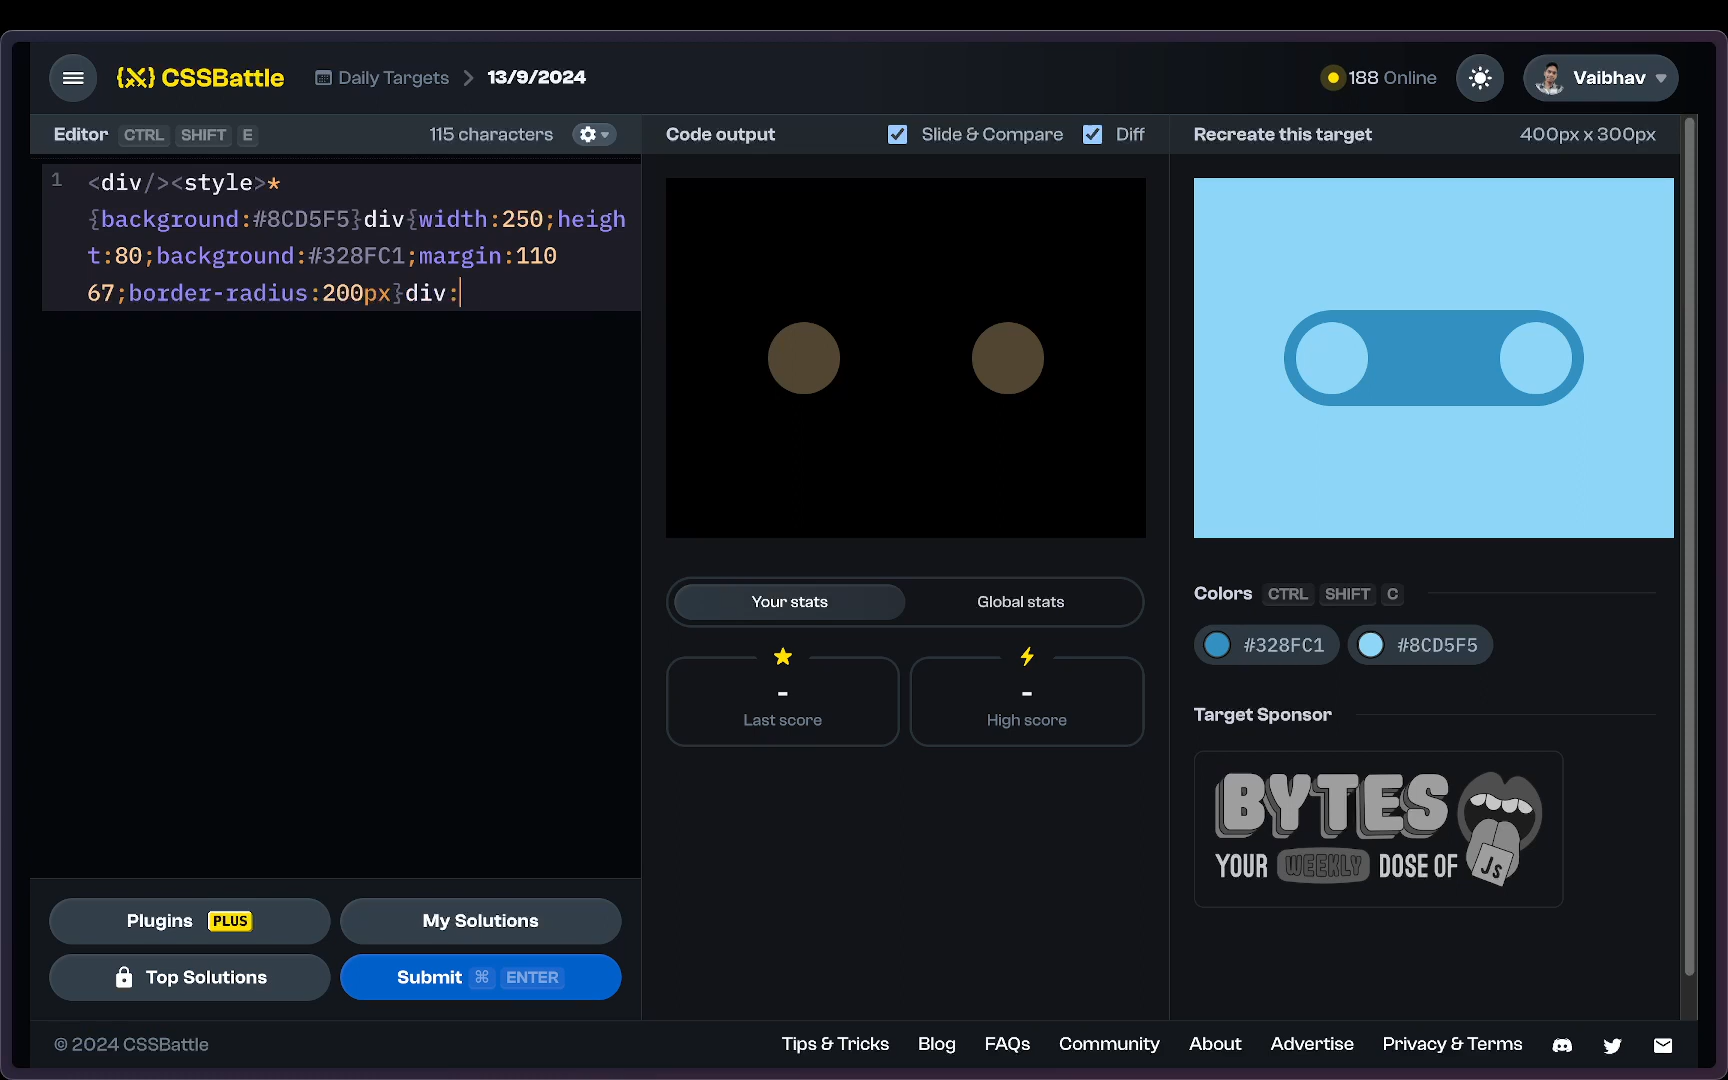 CSSBattle
Daily Targets
13/9/2024
188 Online
Vaibhav
Editor CTRL SHIFT E
115 characters
Code output
Slide & Compare
Diff
Recreate this target
400px x 300px
1
<div/><style>*
{background:#8CD5F5}div{width:250;heigh
t:80;background:#328FC1;margin:110
67;border-radius:200px}div:
Your stats
Global stats
-
Last score
-
High score
Colors CTRL SHIFT C
#328FC1
#8CD5F5
Target Sponsor
BYTES
YOUR WEEKLY DOSE OF JS
Plugins PLUS
My Solutions
Top Solutions
Submit ⌘ ENTER
© 2024 CSSBattle
Tips & Tricks
Blog
FAQs
Community
About
Advertise
Privacy & Terms